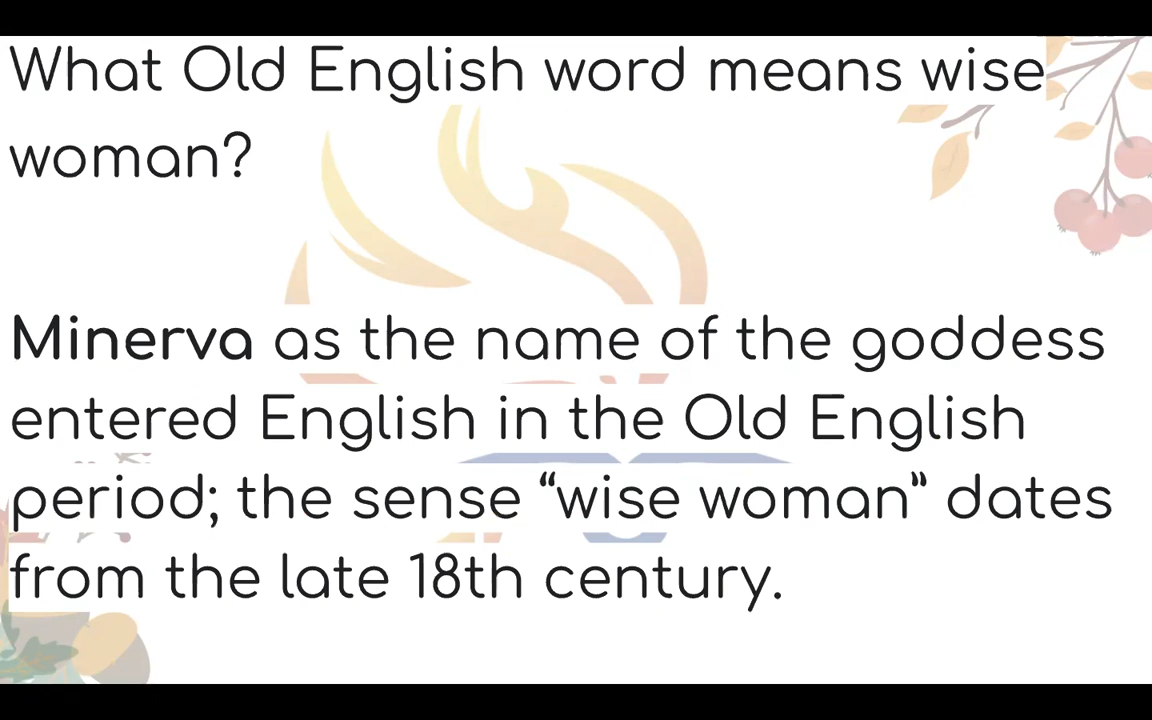 What Old English word means wise
woman?
Minerva as the name of the goddess
entered English in the Old English
period; the sense “wise woman” dates
from the late 18th century.